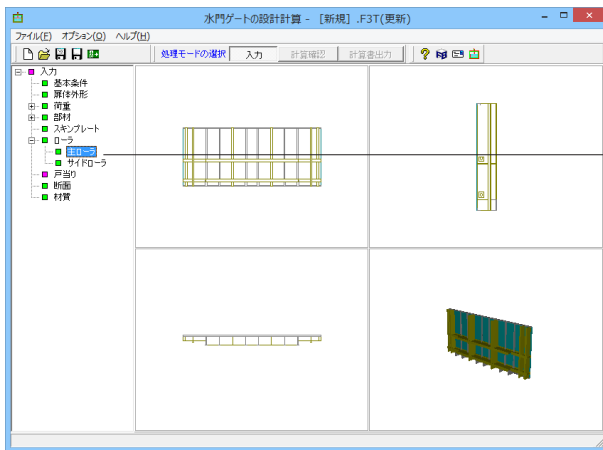 水門ゲートの設計計算 - [新規] .F3T(更新)
ファイル(F) オプション(O) ヘルプ(H)
処理モードの選択 入力 計算確認 計算書出力
入力
基本条件
扉体外形
荷重
部材
スキンプレート
ローラ
主ローラ
サイドローラ
戸当り
断面
材質